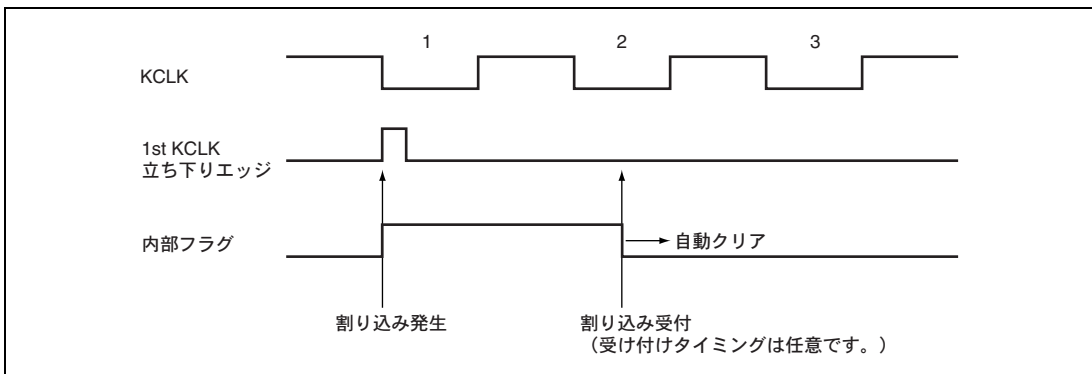 1 2 3
KCLK
1st KCLK
立ち下りエッジ
内部フラグ
自動クリア
割り込み発生
割り込み受付
（受け付けタイミングは任意です。）